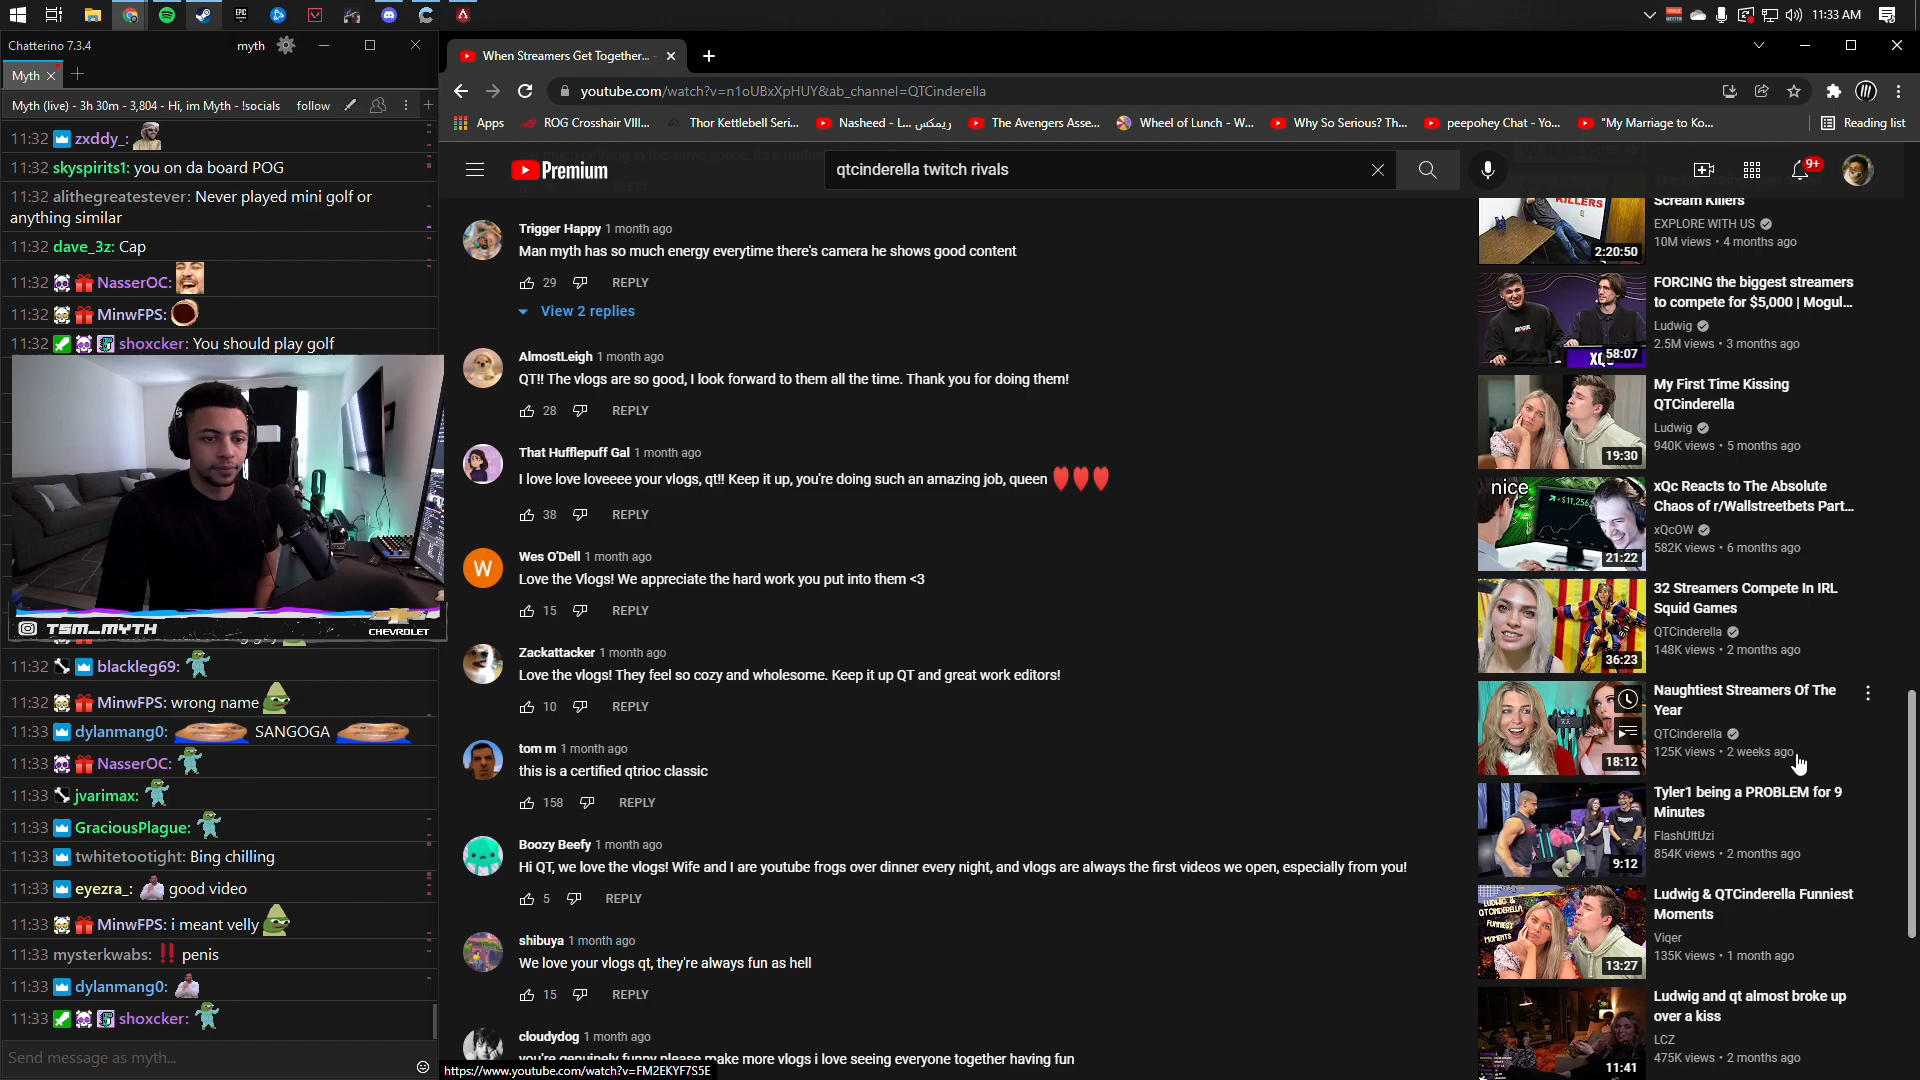 11:33 AM
Chatterino 7.3.4
myth
Myth
Myth (live) - 3h 30m - 3,804 - Hi, im Myth - !socials
follow
11:32 zxddy_:
11:32 skyspirits1: you on da board POG
11:32 alithegreatestever: Never played mini golf or
anything similar
11:32 dave_3z: Cap
11:32 NasserOC:
11:32 MinwFPS:
11:32 shoxcker: You should play golf
TSM_MYTH
CHEVROLET
11:32 blackleg69:
11:32 MinwFPS: wrong name
11:33 dylanmang0: SANGOGA
11:33 NasserOC:
11:33 jvarimax:
11:33 GraciousPlague:
11:33 twhitetootight: Bing chilling
11:33 eyezra_: good video
11:33 MinwFPS: i meant velly
11:33 mysterkwabs: ‼ penis
11:33 dylanmang0:
11:33 shoxcker:
Send message as myth...
When Streamers Get Together...
youtube.com/watch?v=n1oUBxXpHUY&ab_channel=QTCinderella
Apps
ROG Crosshair VIII...
Thor Kettlebell Seri...
Nasheed - L... ريمكس
The Avengers Asse...
Wheel of Lunch - W...
Why So Serious? Th...
peepohey Chat - Yo...
"My Marriage to Ko...
Reading list
Premium
qtcinderella twitch rivals
9+
Trigger Happy 1 month ago
Man myth has so much energy everytime there's camera he shows good content
29 REPLY
View 2 replies
AlmostLeigh 1 month ago
QT!! The vlogs are so good, I look forward to them all the time. Thank you for doing them!
28 REPLY
That Hufflepuff Gal 1 month ago
I love love loveeee your vlogs, qt!! Keep it up, you're doing such an amazing job, queen
38 REPLY
W
Wes O'Dell 1 month ago
Love the Vlogs! We appreciate the hard work you put into them <3
15 REPLY
Zackattacker 1 month ago
Love the vlogs! They feel so cozy and wholesome. Keep it up QT and great work editors!
10 REPLY
tom m 1 month ago
this is a certified qtrioc classic
158 REPLY
Boozy Beefy 1 month ago
Hi QT, we love the vlogs! Wife and I are youtube frogs over dinner every night, and vlogs are always the first videos we open, especially from you!
5 REPLY
shibuya 1 month ago
We love your vlogs qt, they're always fun as hell
15 REPLY
cloudydog 1 month ago
you're genuinely funny please make more vlogs i love seeing everyone together having fun
https://www.youtube.com/watch?v=FM2EKYF7S5E
KILLERS
2:20:50
Scream Killers
EXPLORE WITH US
10M views • 4 months ago
58:07
FORCING the biggest streamers
to compete for $5,000 | Mogul...
Ludwig
2.5M views • 3 months ago
19:30
My First Time Kissing
QTCinderella
Ludwig
940K views • 5 months ago
nice
+$11,256
21:22
xQc Reacts to The Absolute
Chaos of r/Wallstreetbets Part...
xQcOW
582K views • 6 months ago
36:23
32 Streamers Compete In IRL
Squid Games
QTCinderella
148K views • 2 months ago
18:12
Naughtiest Streamers Of The
Year
QTCinderella
125K views • 2 weeks ago
9:12
Tyler1 being a PROBLEM for 9
Minutes
FlashUltUzi
854K views • 2 months ago
LUDWIG &
QTCINDERELLA
FUNNIEST
MOMENTS
13:27
Ludwig & QTCinderella Funniest
Moments
Viqer
135K views • 1 month ago
11:41
Ludwig and qt almost broke up
over a kiss
LCZ
475K views • 2 months ago